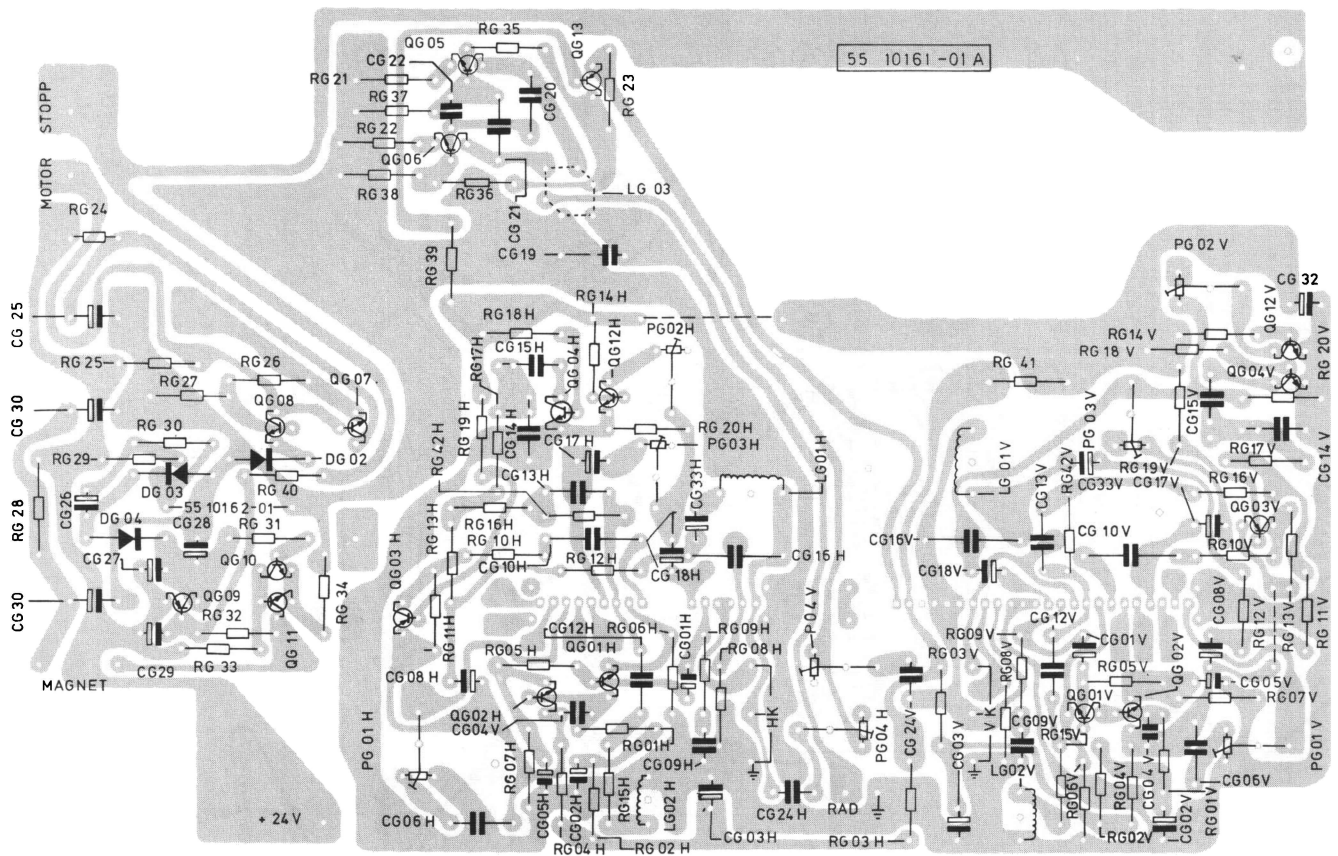 RG 35
QG 05
QG 13
CG 22
55 10161 -01 A
RG 21
CG 20
RG 23
RG 37
STOPP
RG 22
QG 06
MOTOR
RG 38
RG 36
LG 03
CG 21
RG 24
RG 39
CG 19
PG 02 V
CG 32
CG 25
RG 14 H
RG 18 H
PG 02 H
QG 12 V
CG 15 H
RG 17 H
QG 04 H
QG 12 H
RG 14 V
RG 18 V
RG 20 V
RG 25
RG 26
RG 27
QG 07
QG 08
RG 41
QG 04 V
CG 30
RG 19 H
CG 14 H
RG 20 H
PG 03 V
CG 15 V
RG 30
RG 42 H
CG 17 H
PG 03 H
RG 29
DG 02
CG 13 H
LG 01 H
LG 01 V
RG 42 V
RG 19 V
CG 33 V
CG 17 V
RG 17 V
CG 14 V
DG 03
RG 40
CG 33 H
CG 13 V
RG 16 V
RG 28
CG 26
55 10162-01
RG 13 H
RG 16 H
QG 03 V
DG 04
CG 28
RG 31
RG 10 H
CG 10 H
RG 12 H
CG 16 H
CG 16 V
CG 10 V
RG 10 V
CG 27
QG 10
QG 03 H
CG 18 H
CG 18 V
CG 30
QG 09
RG 32
RG 34
QG 11
RG 11 H
CG 08 V
RG 12 V
RG 13 V
RG 11 V
CG 29
RG 33
CG 12 H
QG 01 H
RG 06 H
CG 01 H
RG 09 H
RG 08 H
P04 V
RG 09 V
CG 12 V
CG 01 V
MAGNET
RG 05 H
CG 08 H
RG 03 V
RG 08 V
RG 05 V
QG 02 V
CG 05 V
RG 07 V
QG 02 H
CG 04 V
HK
VK
QG 01 V
PG 01 H
RG 07 H
RG 01 H
CG 09 H
PG 04 H
CG 24 V
CG 03 V
CG 09 V
RG 15 V
LG 02 V
PG 01 V
CG 05 H
CG 02 H
RG 15 H
LG 02 H
RG 06 V
RG 04 V
CG 04 V
CG 06 V
+ 24 V
CG 06 H
RG 04 H
RG 02 H
CG 03 H
CG 24 H
RAD
RG 03 H
RG 02 V
CG 02 V
RG 01 V